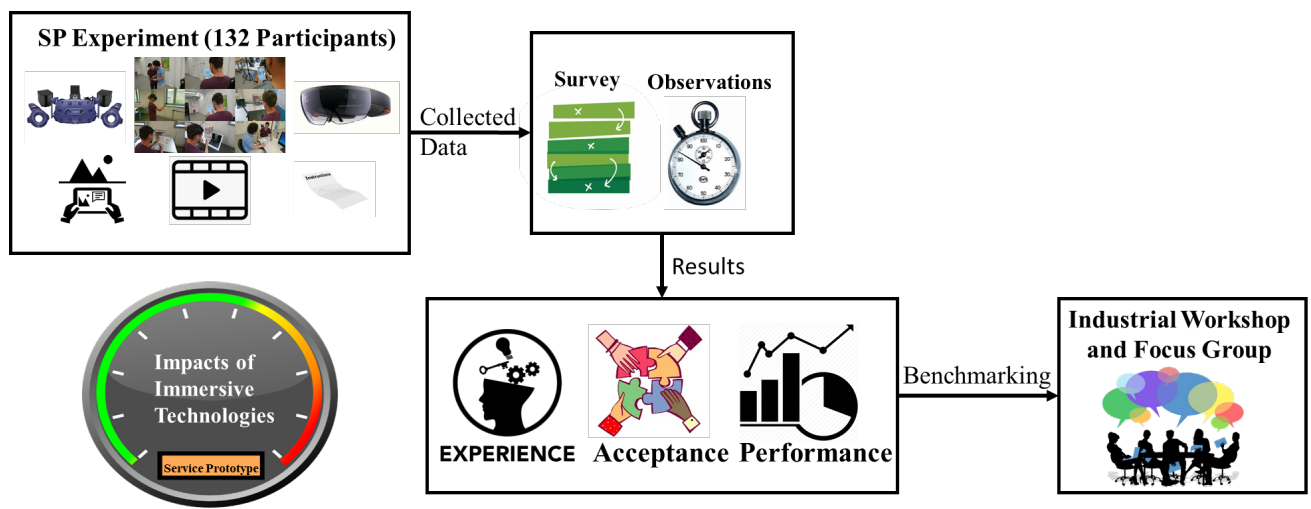 SP Experiment (132 Participants)
Instructions
Collected
Data
Survey
Observations
Results
Impacts of
Immersive
Technologies
Service Prototype
EXPERIENCE
Acceptance
Performance
Benchmarking
Industrial Workshop
and Focus Group